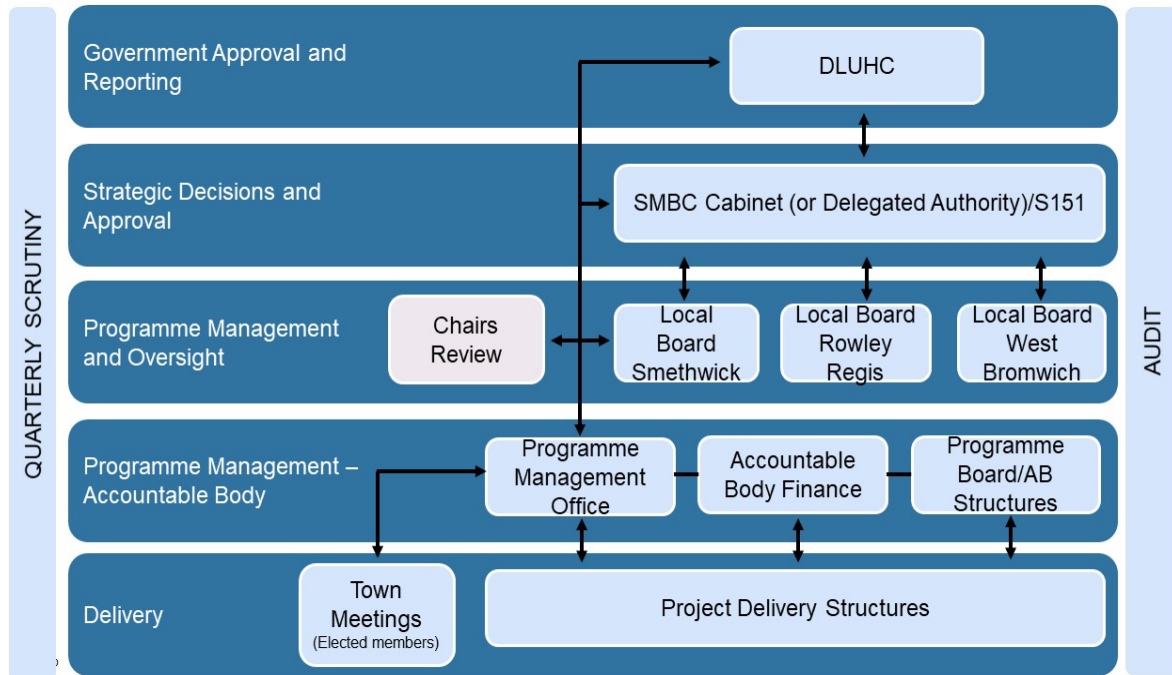 QUARTERLY SCRUTINY
Government Approval and
Reporting
DLUHC
Strategic Decisions and
Approval
SMBC Cabinet (or Delegated Authority)/S151
Programme Management
and Oversight
Chairs
Review
Local
Board
Smethwick
Local Board
Rowley
Regis
Local Board
West
Bromwich
Programme Management –
Accountable Body
Programme
Management
Office
Accountable
Body Finance
Programme
Board/AB
Structures
Delivery
Town
Meetings
(Elected members)
Project Delivery Structures
AUDIT